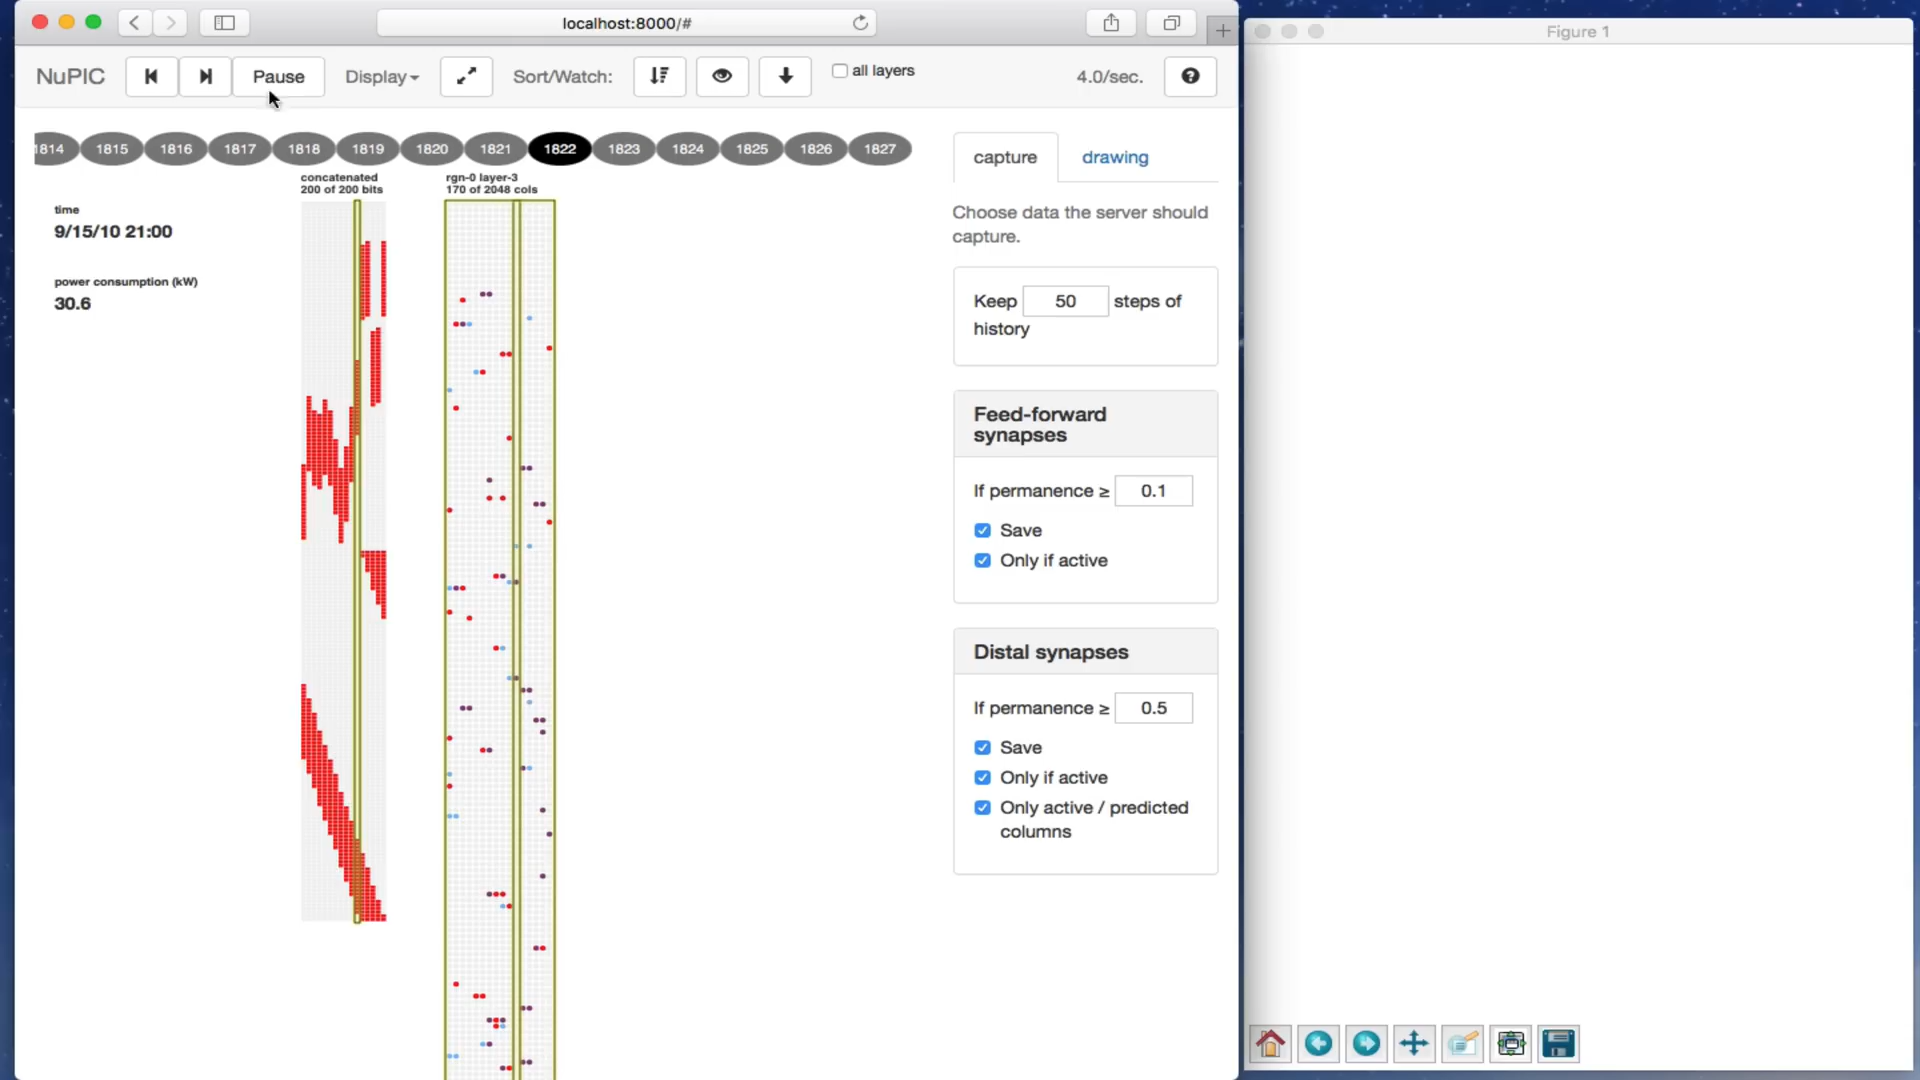 localhost:8000/#
NuPIC
Pause
Display
Sort/Watch:
all layers
4.0/sec.
1814
1815
1816
1817
1818
1819
1820
1821
1822
1823
1824
1825
1826
1827
time
9/15/10 21:00
power consumption (kW)
30.6
concatenated
200 of 200 bits
rgn-0 layer-3
170 of 2048 cols
capture
drawing
Choose data the server should
capture.
Keep 50 steps of
history
Feed-forward
synapses
If permanence ≥ 0.1
Save
Only if active
Distal synapses
If permanence ≥ 0.5
Save
Only if active
Only active / predicted
columns
Figure 1